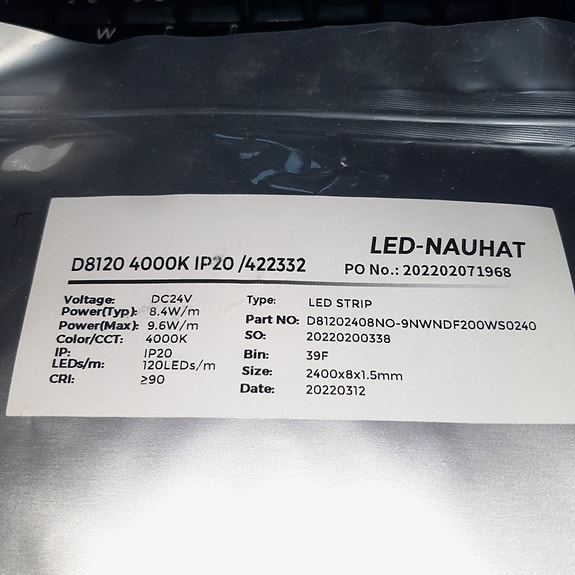 W E
LED-NAUHAT
D8120 4000K IP20 /422332
PO No.: 202202071968
Voltage: DC24V
Power(Typ): 8.4W/m
Power(Max): 9.6W/m
Color/CCT: 4000K
IP: IP20
LEDs/m: 120LEDs/m
CRI: ≥90
Type: LED STRIP
Part NO: D81202408NO-9NWNDF200WS0240
SO: 20220200338
Bin: 39F
Size: 2400x8x1.5mm
Date: 20220312